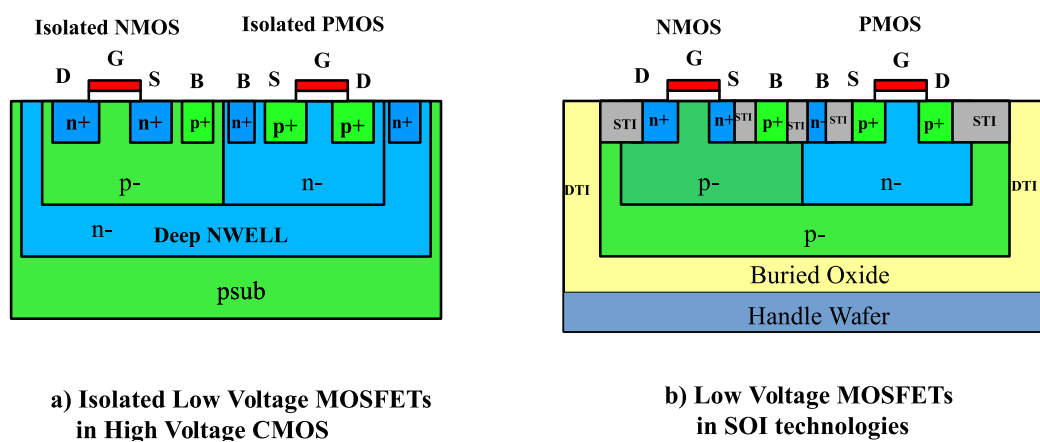 Isolated NMOS
Isolated PMOS
D
G
S
B
B
S
G
D
n+
n+
p+
n+
p+
p+
n+
p-
n-
n-
Deep NWELL
psub
a) Isolated Low Voltage MOSFETs
in High Voltage CMOS
NMOS
PMOS
D
G
S
B
B
S
G
D
STI
n+
n+
STI
p+
STI
n-
STI
p+
p+
STI
DTI
p-
n-
DTI
p-
Buried Oxide
Handle Wafer
b) Low Voltage MOSFETs
in SOI technologies